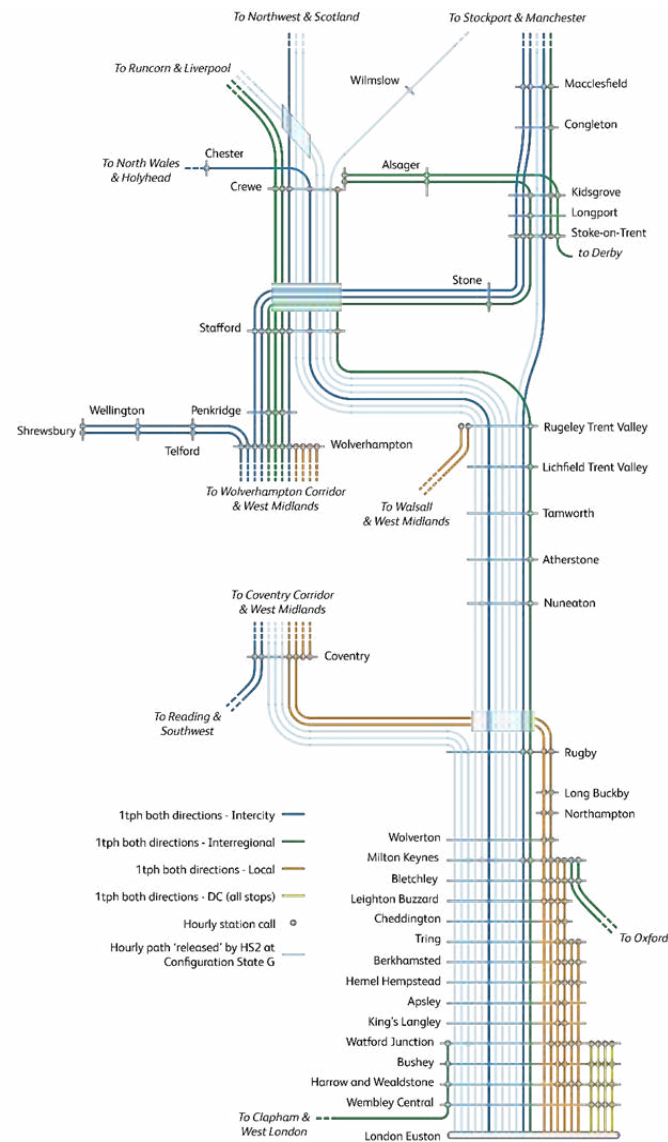 To Northwest & Scotland
To Stockport & Manchester
To Runcorn & Liverpool
Wilmslow
Macclesfield
Congleton
Chester
To North Wales
& Holyhead
Crewe
Alsager
Kidsgrove
Longport
Stoke-on-Trent
to Derby
Stone
Stafford
Wellington
Penkridge
Shrewsbury
Telford
Wolverhampton
Rugeley Trent Valley
Lichfield Trent Valley
To Wolverhampton Corridor
& West Midlands
To Walsall
& West Midlands
Tamworth
Atherstone
Nuneaton
To Coventry Corridor
& West Midlands
Coventry
To Reading &
Southwest
Rugby
Long Buckby
Northampton
1tph both directions - Intercity
1tph both directions - Interregional
1tph both directions - Local
1tph both directions - DC (all stops)
Hourly station call
Hourly path 'released' by HS2 at
Configuration State G
Wolverton
Milton Keynes
Bletchley
Leighton Buzzard
Cheddington
Tring
To Oxford
Berkhamsted
Hemel Hempstead
Apsley
King's Langley
Watford Junction
Bushey
Harrow and Wealdstone
Wembley Central
To Clapham &
West London
London Euston